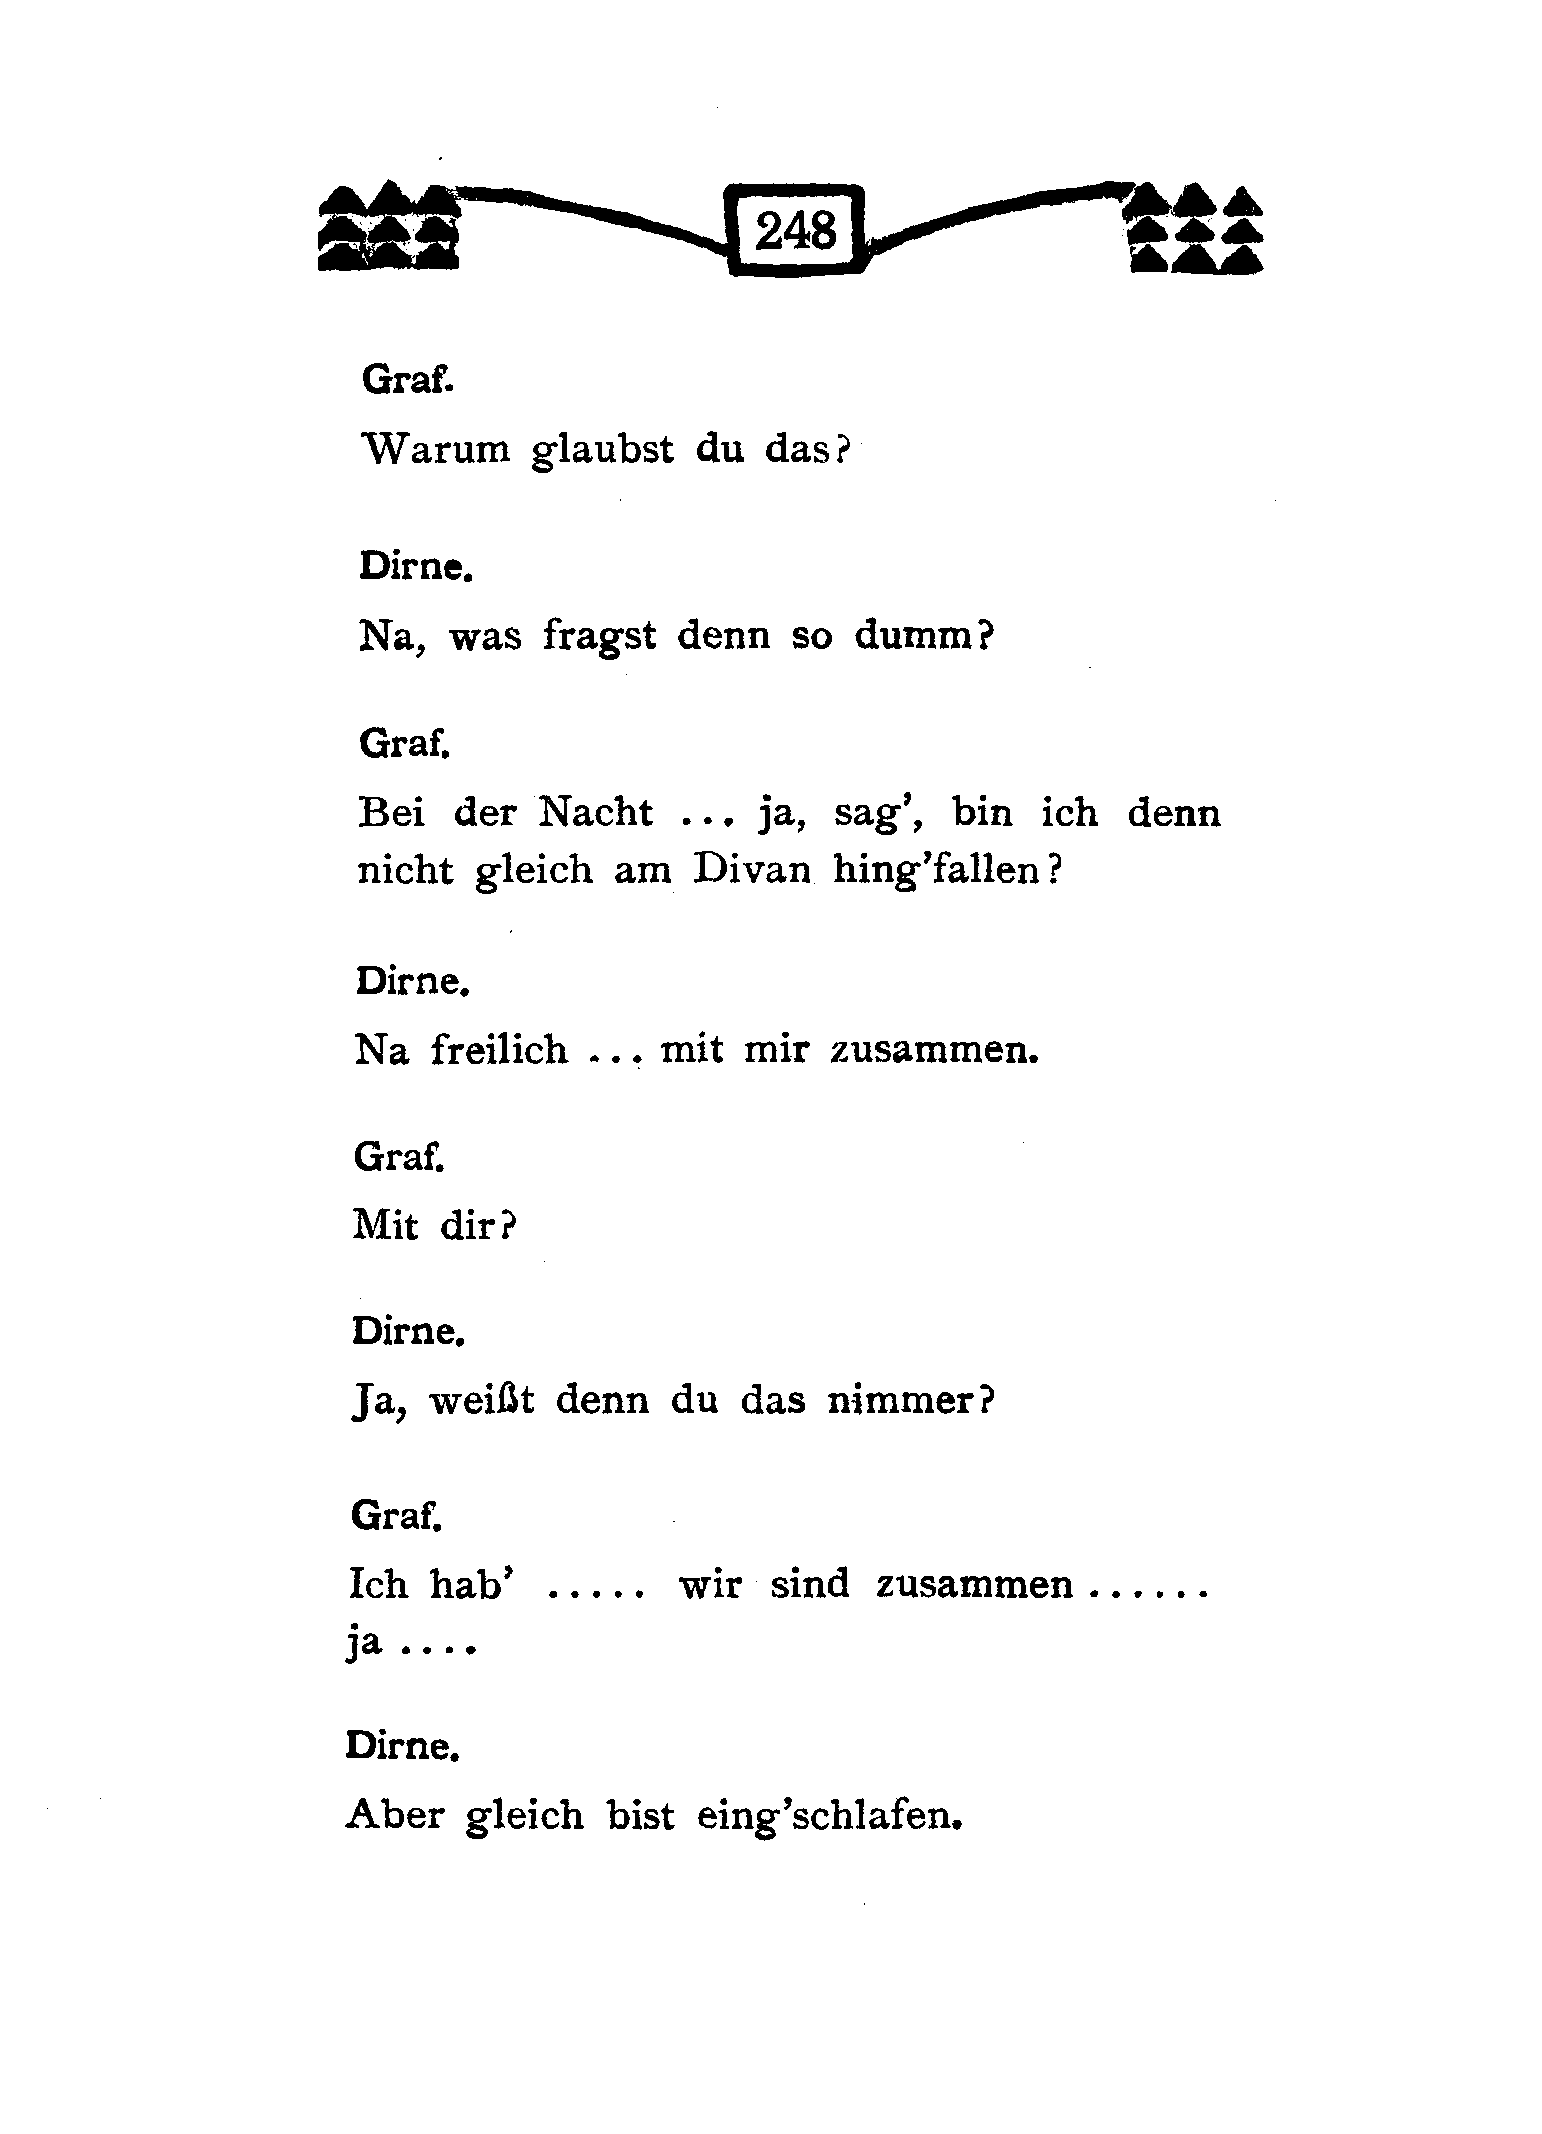 248
Graf.
Warum glaubst du das?
Dirne.
Na, was fragst denn so dumm?
Graf.
Bei der Nacht ... ja, sag’, bin ich denn
nicht gleich am Divan hing’fallen?
Dirne.
Na freilich ... mit mir zusammen.
Graf.
Mit dir?
Dirne.
Ja, weißt denn du das nimmer?
Graf.
Ich hab’ ..... wir sind zusammen ......
ja ....
Dirne.
Aber gleich bist eing’schlafen.